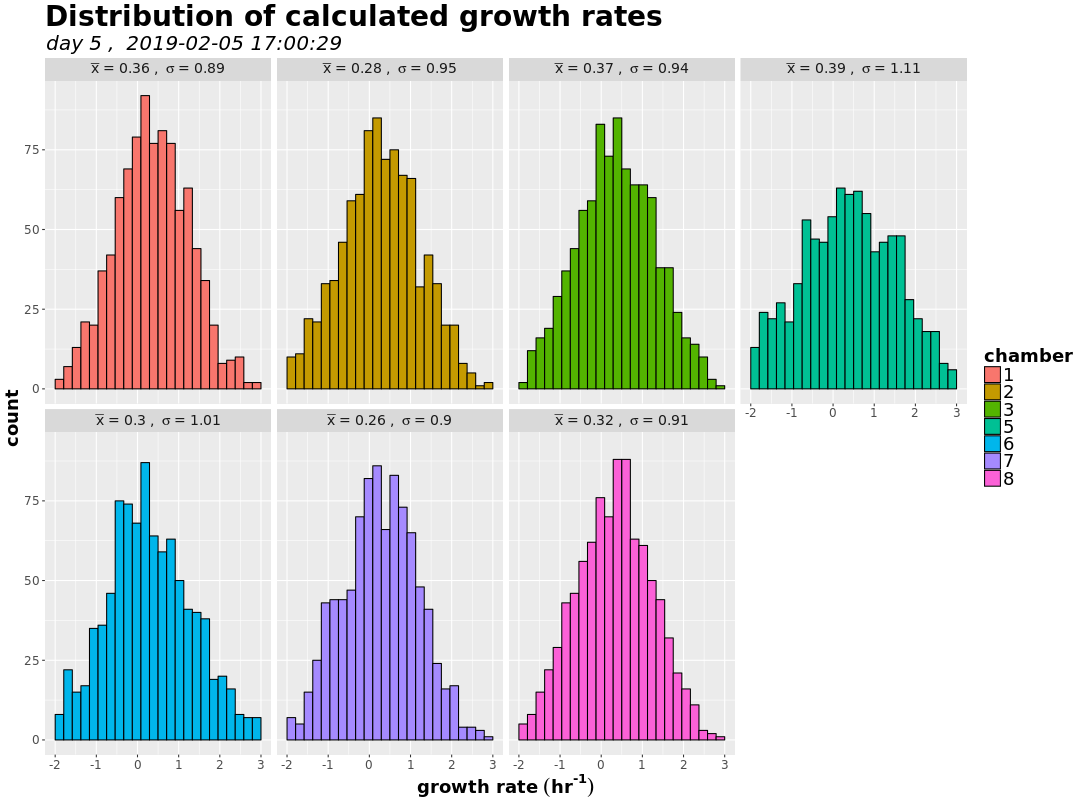 Distribution of calculated growth rates
day 5 , 2019-02-05 17:00:29
x̅ = 0.36 , σ = 0.89
x̅ = 0.28 , σ = 0.95
x̅ = 0.37 , σ = 0.94
x̅ = 0.39 , σ = 1.11
75
50
25
0
-2 -1 0 1 2 3
x̅ = 0.3 , σ = 1.01
x̅ = 0.26 , σ = 0.9
x̅ = 0.32 , σ = 0.91
75
50
25
0
-2 -1 0 1 2 3
-2 -1 0 1 2 3
-2 -1 0 1 2 3
count
growth rate (hr⁻¹)
chamber
1
2
3
5
6
7
8